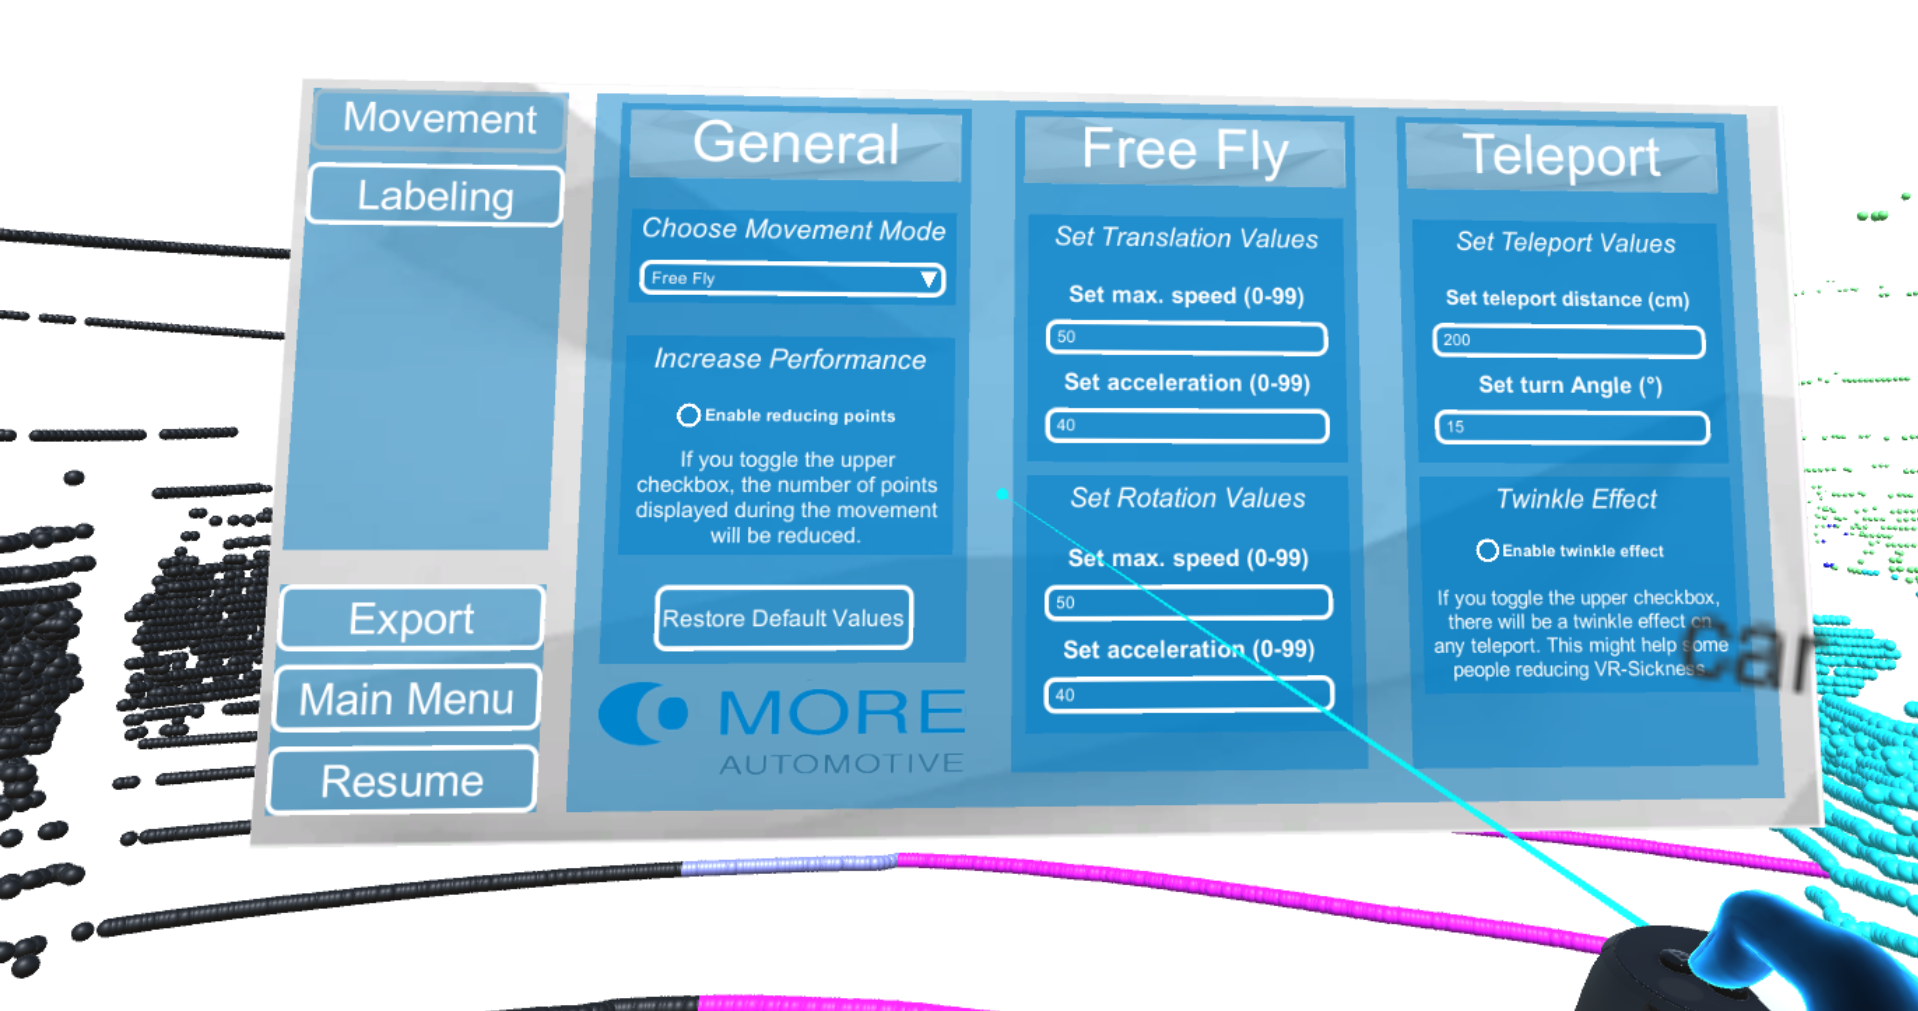 Movement
Labeling
Export
Main Menu
Resume
General
Choose Movement Mode
Free Fly
Increase Performance
Enable reducing points
If you toggle the upper
checkbox, the number of points
displayed during the movement
will be reduced.
Restore Default Values
MORE
AUTOMOTIVE
Free Fly
Set Translation Values
Set max. speed (0-99)
50
Set acceleration (0-99)
40
Set Rotation Values
Set max. speed (0-99)
50
Set acceleration (0-99)
40
Teleport
Set Teleport Values
Set teleport distance (cm)
200
Set turn Angle (°)
15
Twinkle Effect
Enable twinkle effect
If you toggle the upper checkbox,
there will be a twinkle effect on
any teleport. This might help some
people reducing VR-Sickness.
car